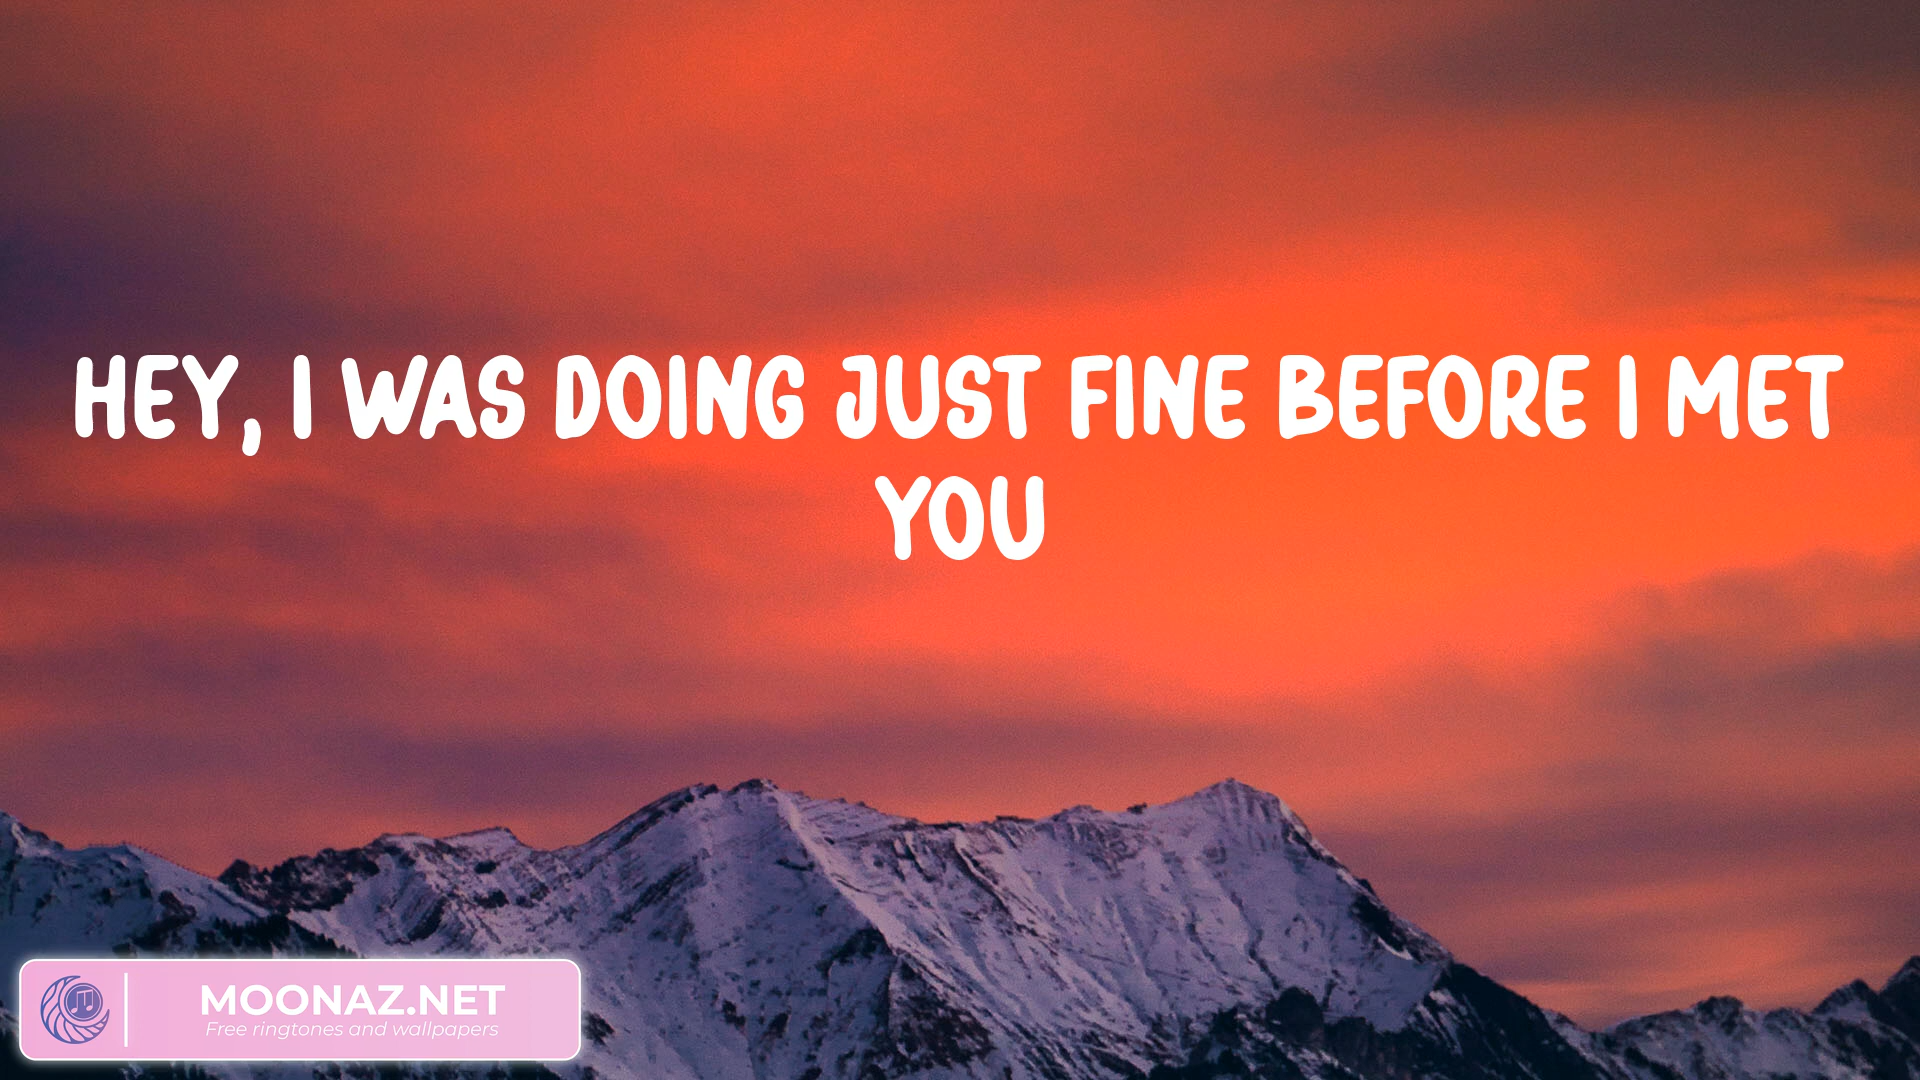 HEY, I WAS DOING JUST FINE BEFORE I MET
YOU
MOONAZ.NET
Free ringtones and wallpapers